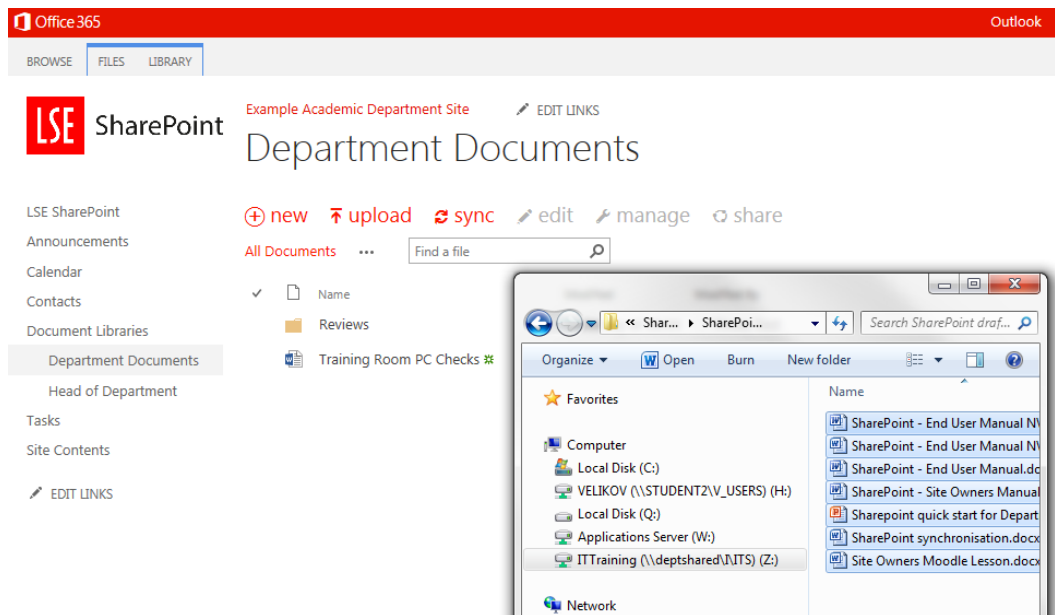 Office 365
Outlook
BROWSE FILES LIBRARY
LSE SharePoint
Example Academic Department Site EDIT LINKS
Department Documents
LSE SharePoint
Announcements
Calendar
Contacts
Document Libraries
Department Documents
Head of Department
Tasks
Site Contents
EDIT LINKS
new upload sync edit manage share
All Documents ••• Find a file
Name
Reviews
Training Room PC Checks
« Shar... SharePoi... Search SharePoint draf...
Organize Open Burn New folder
Favorites
Computer
Local Disk (C:)
VELIKOV (\\STUDENT2\V_USERS) (H:)
Local Disk (Q:)
Applications Server (W:)
ITTraining (\\deptshared\I\ITS) (Z:)
Network
Name
SharePoint - End User Manual
SharePoint - End User Manual
SharePoint - End User Manual.dc
SharePoint - Site Owners Manual
Sharepoint quick start for Depart
SharePoint synchronisation.docx
Site Owners Moodle Lesson.docx